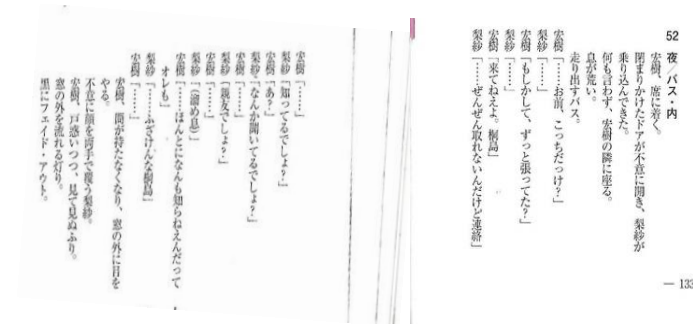 52 夜／バス・内
宏樹、席に着く。
閉まりかけたドアが不意に開き、梨紗が
乗り込んできた。
何も言わず、宏樹の隣に座る。
息が荒い。
走り出すバス。
宏樹「……お前、こっちだっけ？」
梨紗「……」
宏樹「もしかして、ずっと張ってた？」
梨紗「……」
宏樹「来てねえよ。桐島」
梨紗「……ぜんぜん取れないんだけど連絡」
— 133
宏樹「……」
梨紗「知ってるでしょ？」
宏樹「あ？」
梨紗「なんか聞いてるでしょ？」
宏樹「……」
梨紗「親友でしょ？」
宏樹「……」
梨紗「（溜め息）」
宏樹「……ほんとになんも知らねえんだって
オレも」
梨紗「……ふざけんな桐島」
宏樹「……」
宏樹、間が持たなくなり、窓の外に目を
やる。
不意に顔を両手で覆う梨紗。
宏樹、戸惑いつつ、見て見ぬふり。
窓の外を流れる灯り。
黒にフェイド・アウト。